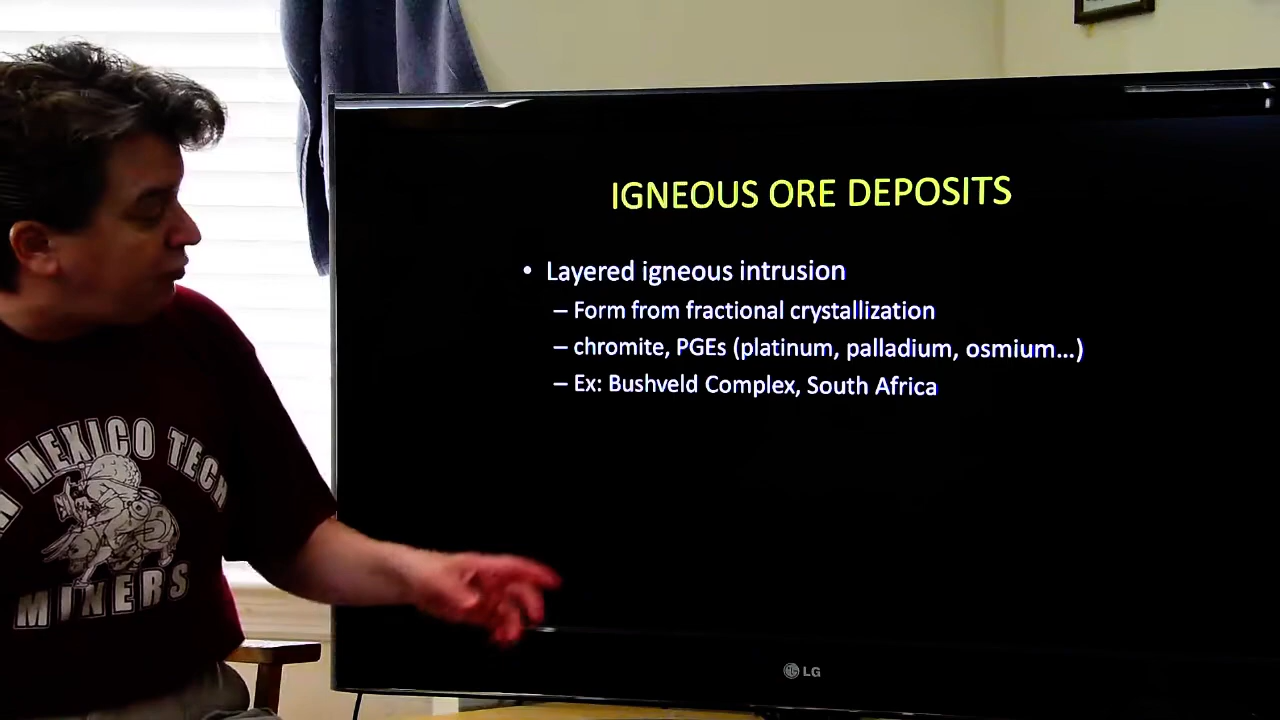 IGNEOUS ORE DEPOSITS
• Layered igneous intrusion
– Form from fractional crystallization
– chromite, PGEs (platinum, palladium, osmium...)
– Ex: Bushveld Complex, South Africa
MEXICO TECH
MINERS
LG